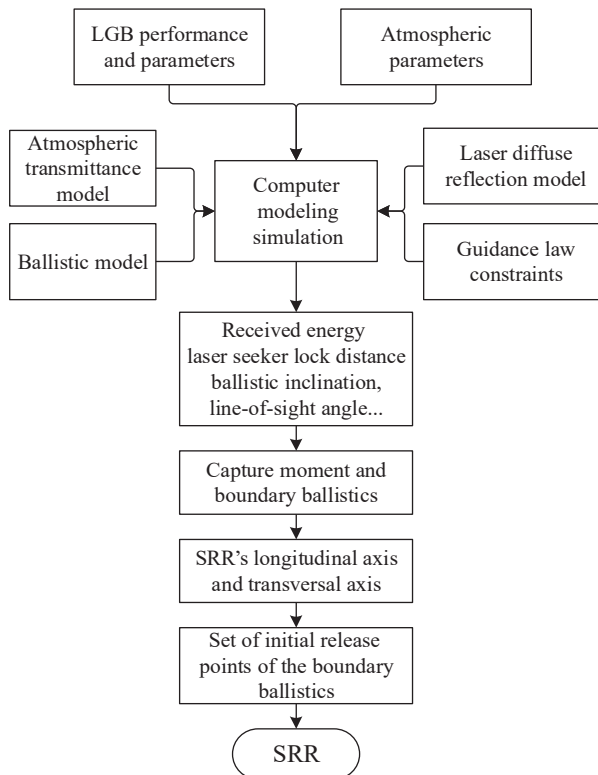 LGB performance
and parameters
Atmospheric
parameters
Atmospheric
transmittance
model
Ballistic model
Computer
modeling
simulation
Laser diffuse
reflection model
Guidance law
constraints
Received energy
laser seeker lock distance
ballistic inclination,
line-of-sight angle...
Capture moment and
boundary ballistics
SRR's longitudinal axis
and transversal axis
Set of initial release
points of the boundary
ballistics
SRR